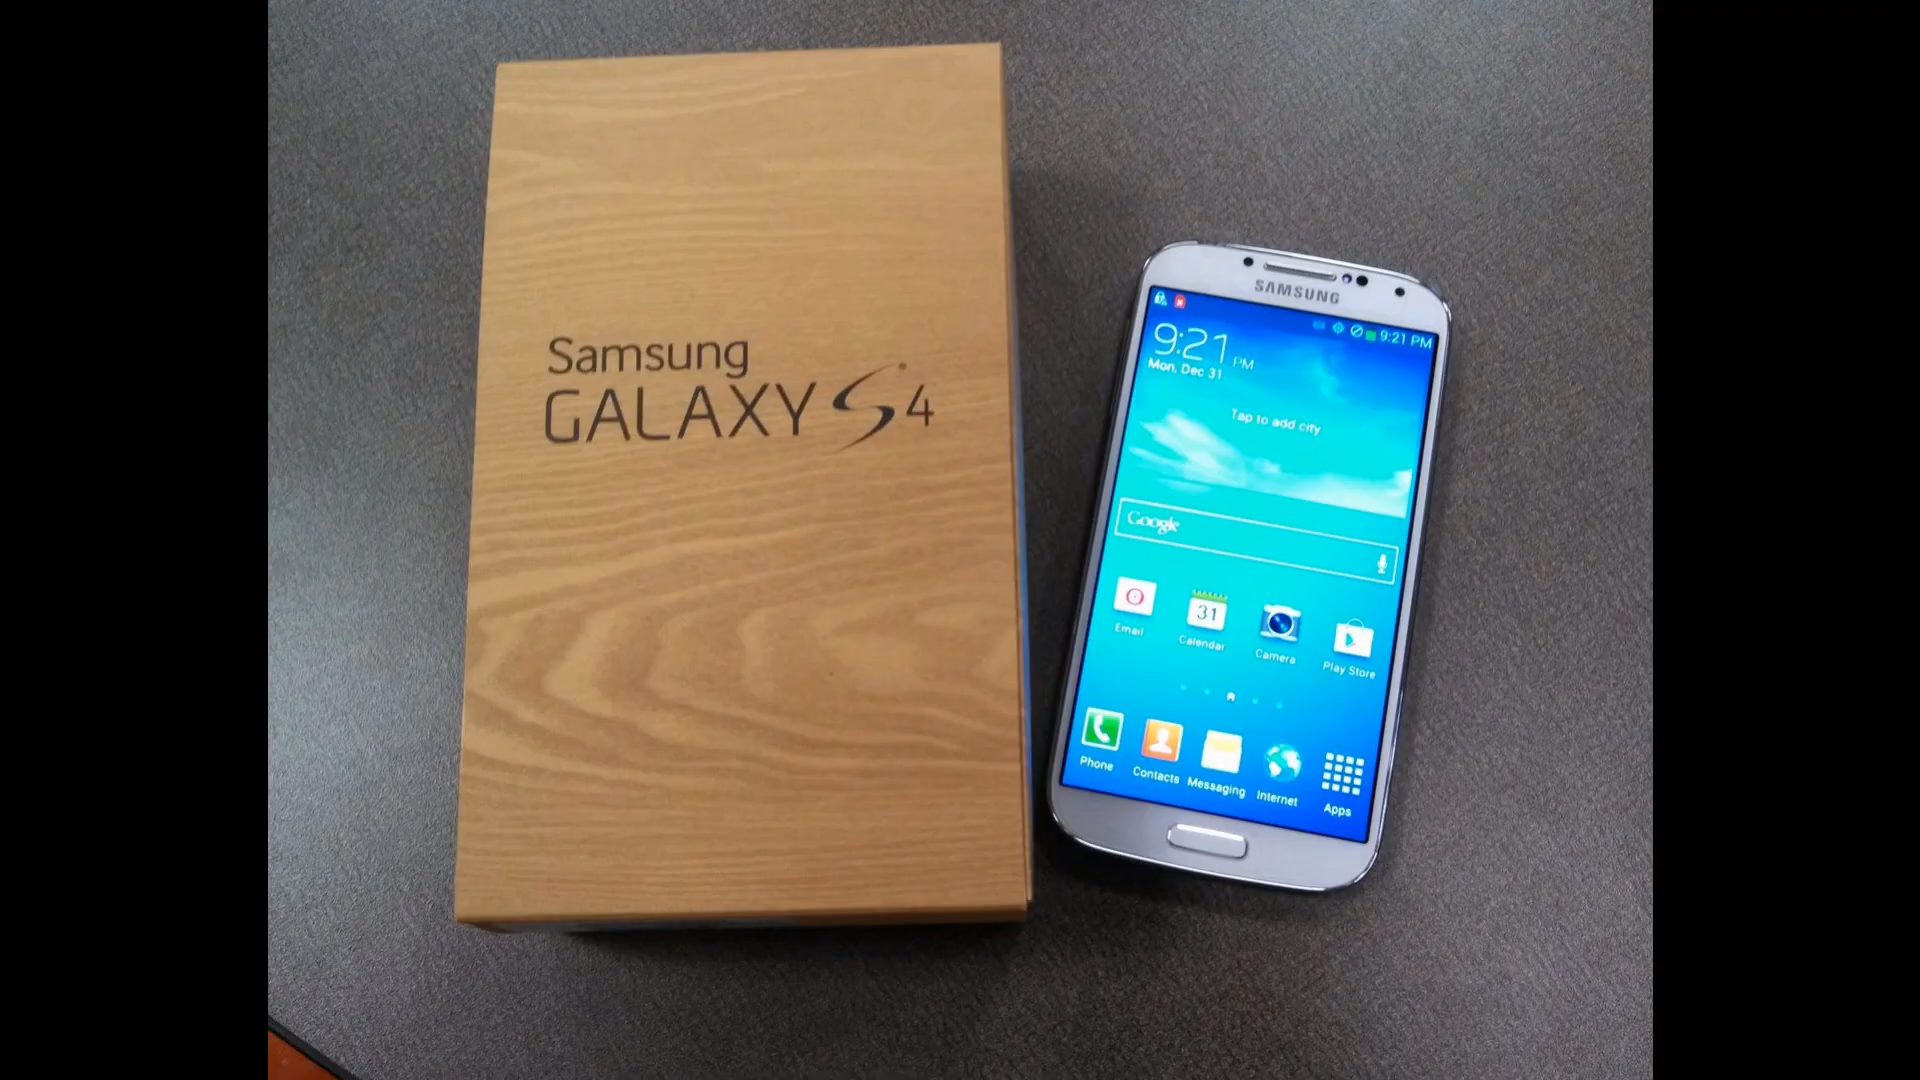 Samsung
GALAXY S 4
SAMSUNG
9:21 PM
9:21 PM
Mon, Dec 31
Tap to add city
Google
31
Email
Calendar
Camera
Play Store
Phone
Contacts
Messaging
Internet
Apps